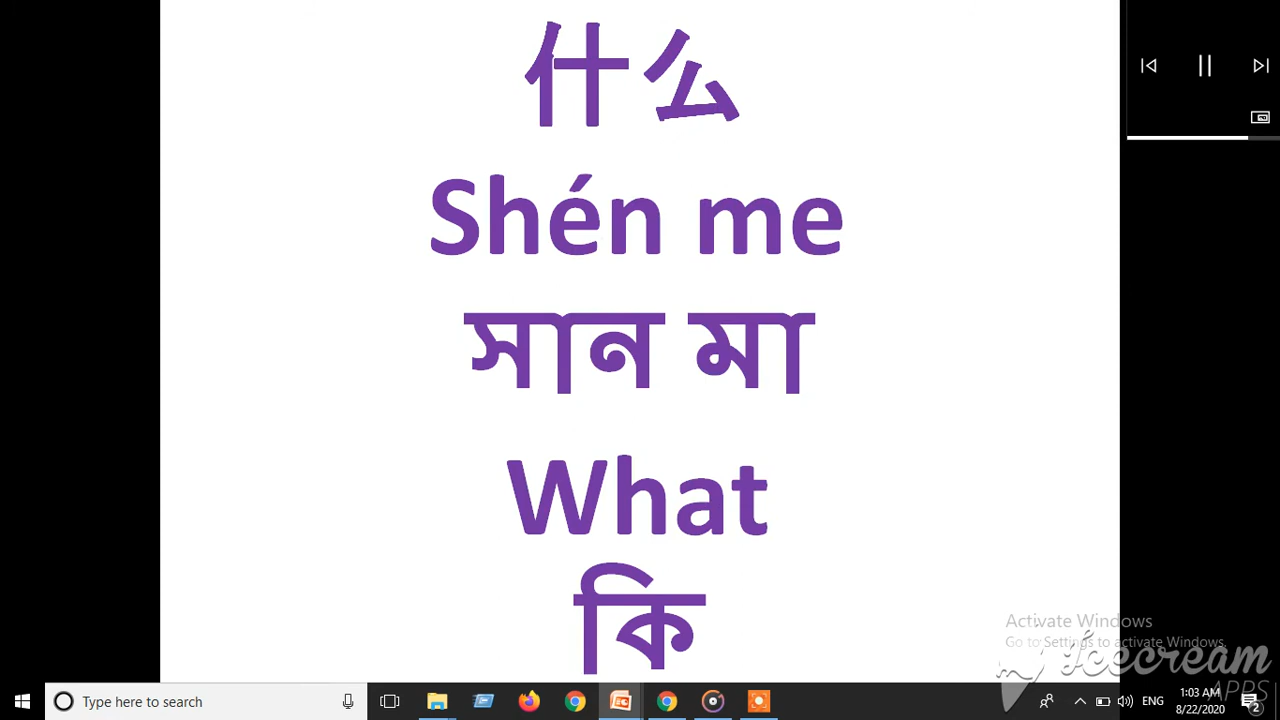 什么
Shén me
সান মা
What
কি
Activate Windows
Go to Settings to activate Windows.
Icecream
APPS
Type here to search
ENG
1:03 AM
8/22/2020
2